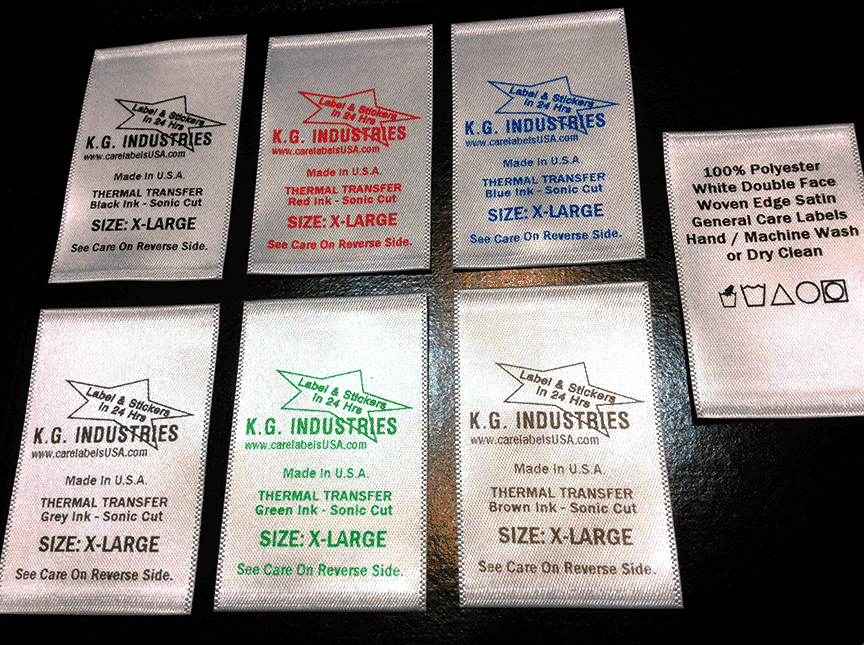 Label & Stickers
In 24 Hrs
K.G. INDUSTRIES
www.carelabelsUSA.com
Made In U.S.A.
THERMAL TRANSFER
Black Ink - Sonic Cut
SIZE: X-LARGE
See Care On Reverse Side.
Label & Stickers
In 24 Hrs
K.G. INDUSTRIES
www.carelabelsUSA.com
Made In U.S.A.
THERMAL TRANSFER
Red Ink - Sonic Cut
SIZE: X-LARGE
See Care On Reverse Side.
Label & Stickers
In 24 Hrs
K.G. INDUSTRIES
www.carelabelsUSA.com
Made In U.S.A.
THERMAL TRANSFER
Blue Ink - Sonic Cut
SIZE: X-LARGE
See Care On Reverse Side.
100% Polyester
White Double Face
Woven Edge Satin
General Care Labels
Hand / Machine Wash
or Dry Clean
Label & Stickers
In 24 Hrs
K.G. INDUSTRIES
www.carelabelsUSA.com
Made In U.S.A.
THERMAL TRANSFER
Grey Ink - Sonic Cut
SIZE: X-LARGE
See Care On Reverse Side.
Label & Stickers
In 24 Hrs
K.G. INDUSTRIES
www.carelabelsUSA.com
Made In U.S.A.
THERMAL TRANSFER
Green Ink - Sonic Cut
SIZE: X-LARGE
See Care On Reverse Side.
Label & Stickers
In 24 Hrs
K.G. INDUSTRIES
www.carelabelsUSA.com
Made In U.S.A.
THERMAL TRANSFER
Brown Ink - Sonic Cut
SIZE: X-LARGE
See Care On Reverse Side.